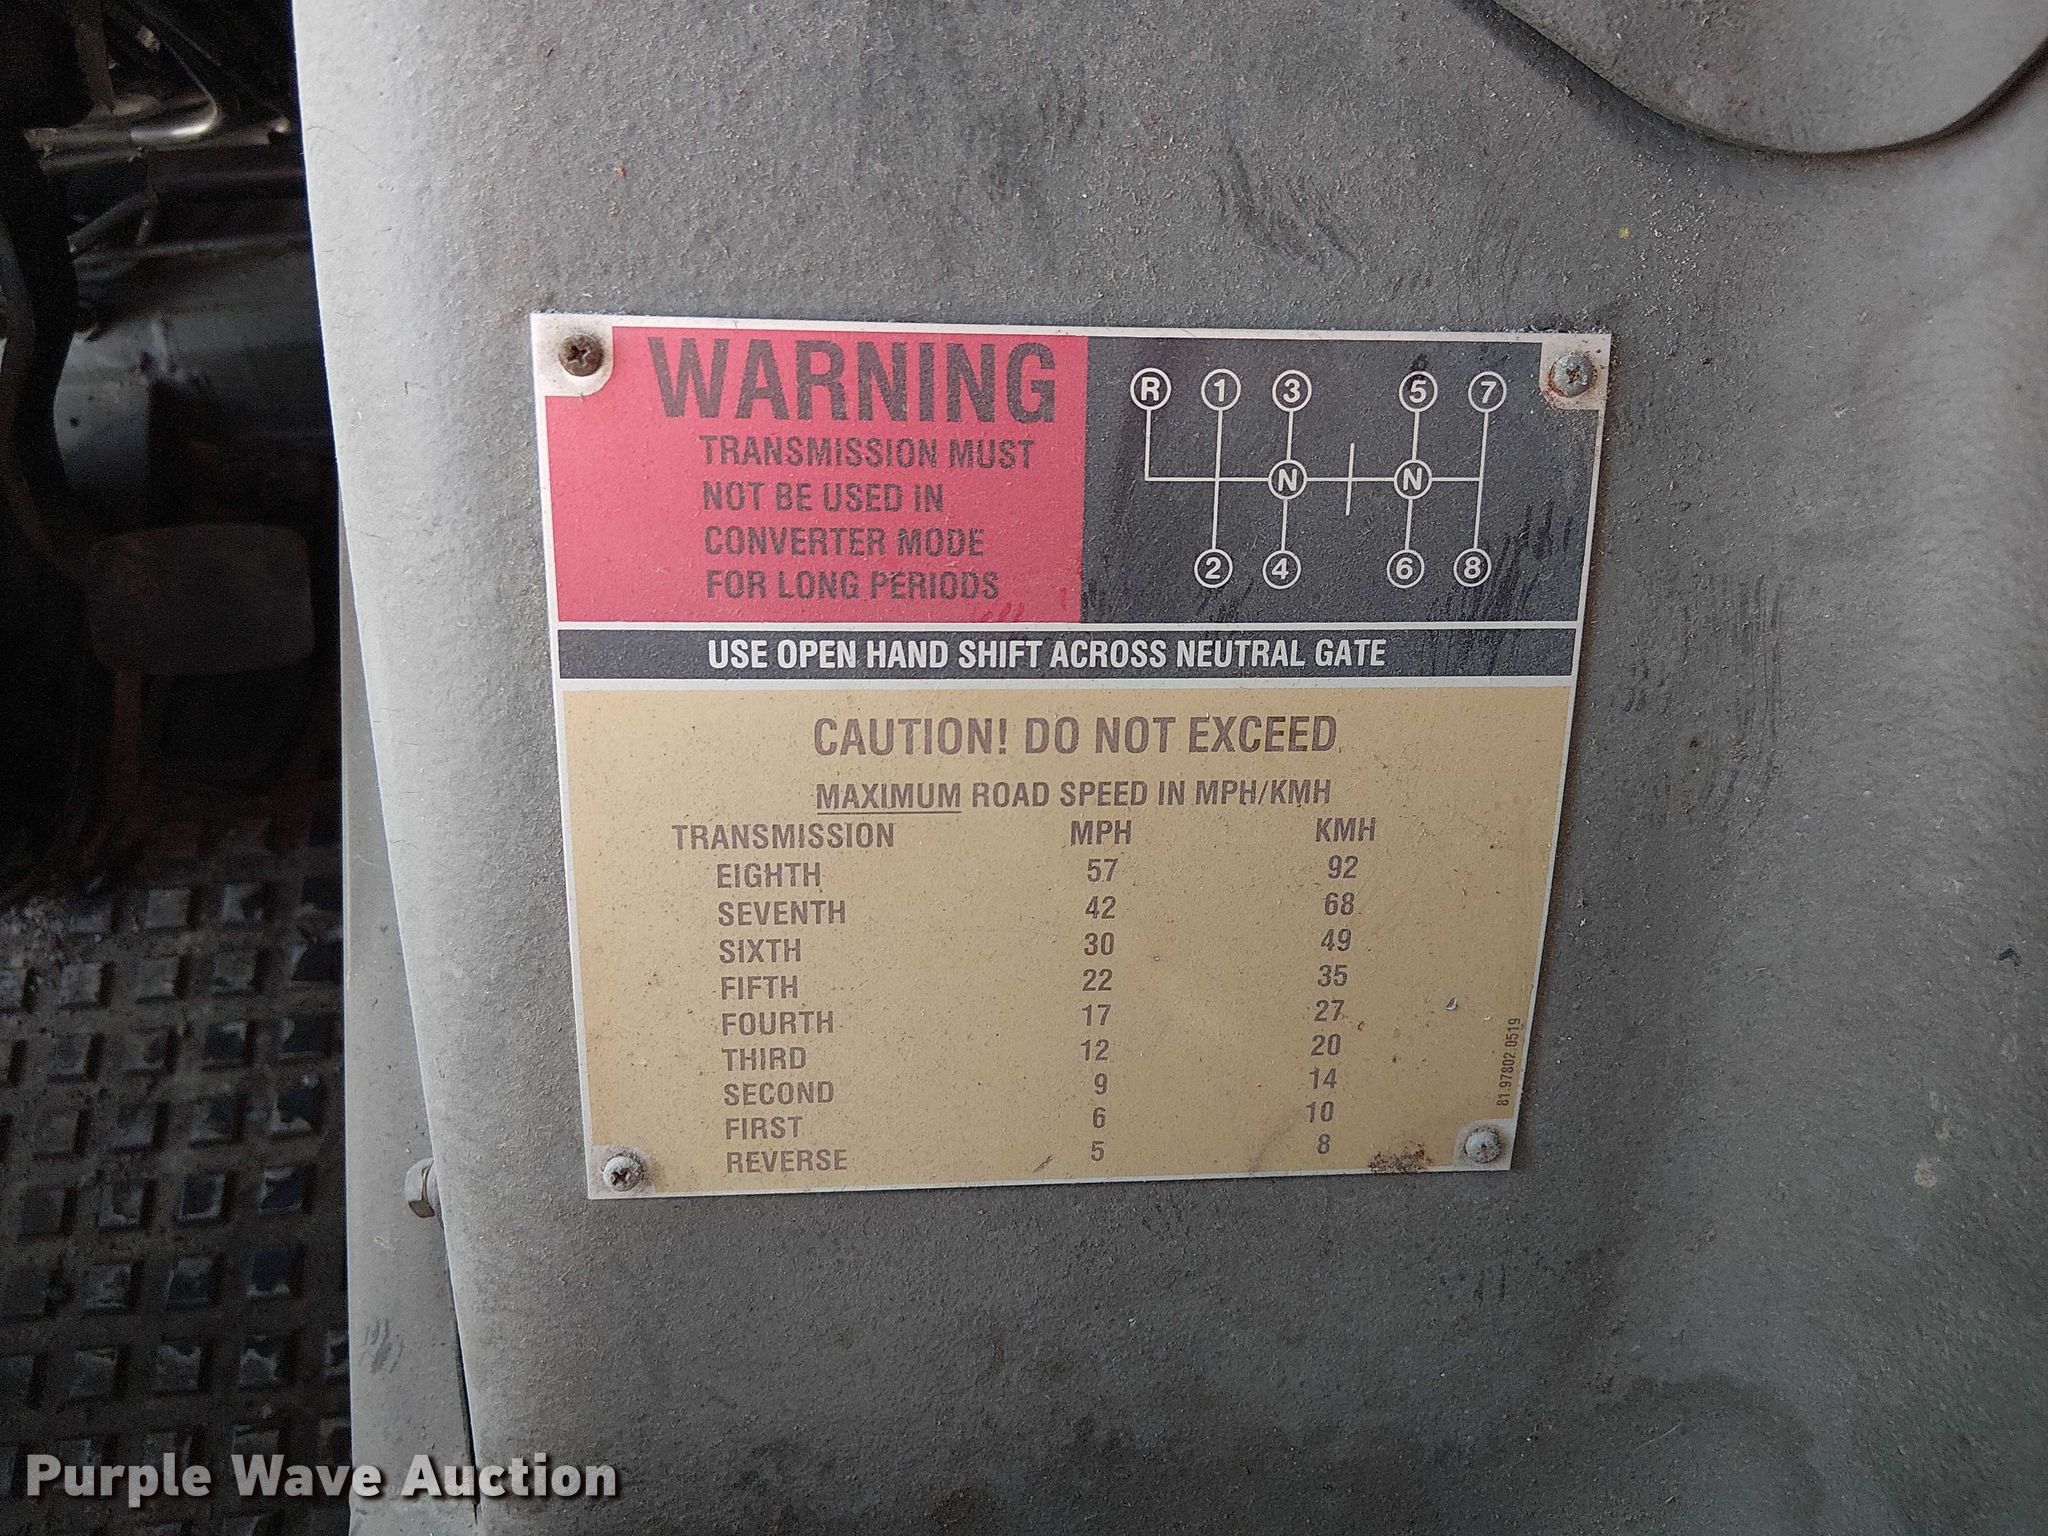 WARNING
TRANSMISSION MUST
NOT BE USED IN
CONVERTER MODE
FOR LONG PERIODS
R 1 3 5 7
N N
2 4 6 8
USE OPEN HAND SHIFT ACROSS NEUTRAL GATE
CAUTION! DO NOT EXCEED
MAXIMUM ROAD SPEED IN MPH/KMH
TRANSMISSION MPH KMH
EIGHTH 57 92
SEVENTH 42 68
SIXTH 30 49
FIFTH 22 35
FOURTH 17 27
THIRD 12 20
SECOND 9 14
FIRST 6 10
REVERSE 5 8
81.97802.0519
Purple Wave Auction